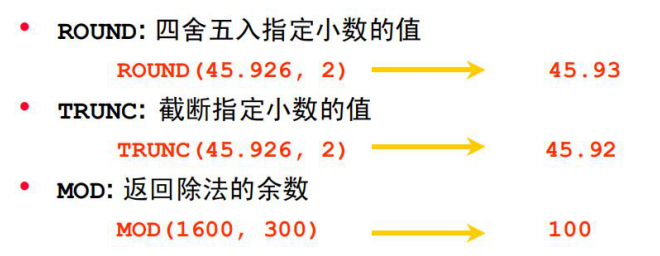 • ROUND: 四舍五入指定小数的值
ROUND(45.926, 2) 45.93
• TRUNC: 截断指定小数的值
TRUNC(45.926, 2) 45.92
• MOD: 返回除法的余数
MOD(1600, 300) 100